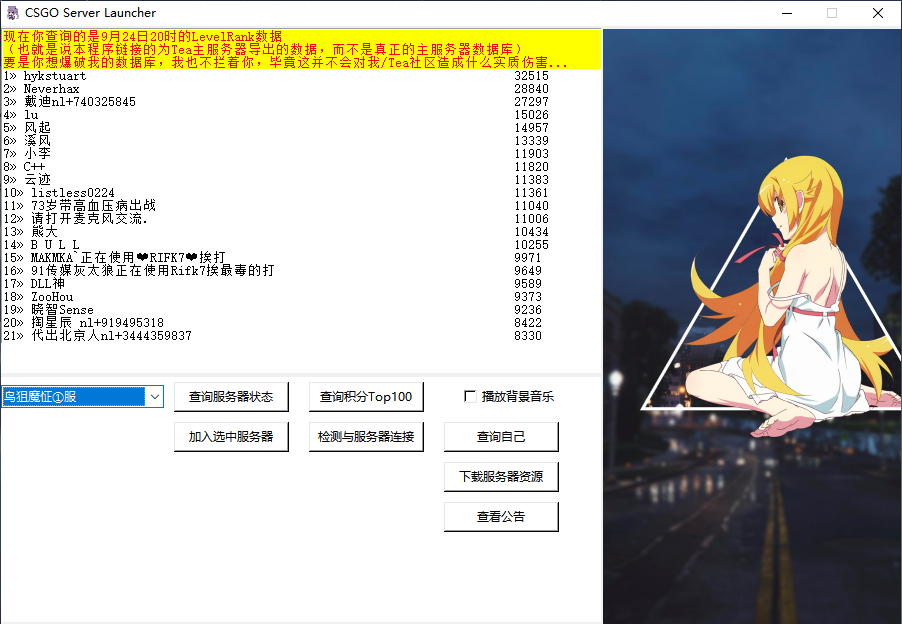 CSGO Server Launcher
现在你查询的是9月24日20时的LevelRank数据
（也就是说本程序链接的为Tea主服务器导出的数据，而不是真正的主服务器数据库）
要是你想爆破我的数据库，我也不拦着你，毕竟这并不会对我/Tea社区造成什么实质伤害...
1» hykstuart 32515
2» Neverhax 28840
3» 戴迪nl+740325845 27297
4» lu 15026
5» 风起 14957
6» 溪风 13339
7» 小李 11903
8» C++ 11820
9» 云迹 11383
10» listless0224 11361
11» 73岁带高血压病出战 11040
12» 请打开麦克风交流. 11006
13» 熊大 10434
14» B U L L 10255
15» MAKMKA`正在使用❤RIFK7❤挨打 9971
16» 91传媒灰太狼正在使用Rifk7挨最毒的打 9649
17» DLL神 9589
18» ZooHou 9373
19» 晓智Sense 9236
20» 掏星辰 nl+919495318 8422
21» 代出北京人nl+3444359837 8330
鸟狙魔怔①服 查询服务器状态 查询积分Top100 播放背景音乐
加入选中服务器 检测与服务器连接 查询自己
下载服务器资源
查看公告